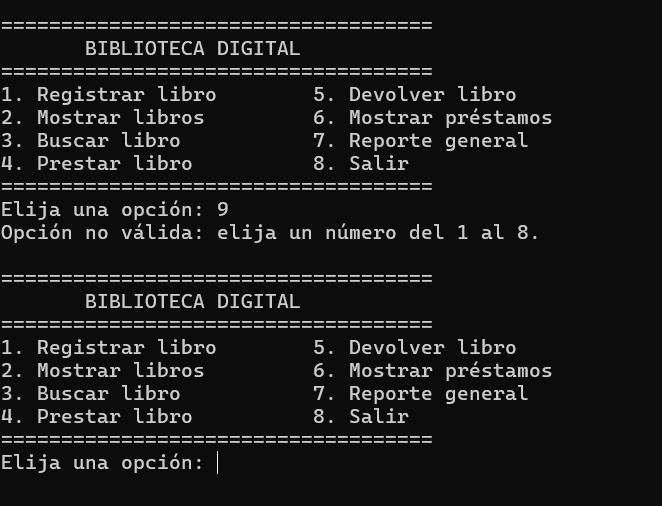 ====================================
BIBLIOTECA DIGITAL
====================================
1. Registrar libro        5. Devolver libro
2. Mostrar libros         6. Mostrar préstamos
3. Buscar libro           7. Reporte general
4. Prestar libro          8. Salir
====================================
Elija una opción: 9
Opción no válida: elija un número del 1 al 8.
====================================
BIBLIOTECA DIGITAL
====================================
1. Registrar libro        5. Devolver libro
2. Mostrar libros         6. Mostrar préstamos
3. Buscar libro           7. Reporte general
4. Prestar libro          8. Salir
====================================
Elija una opción: